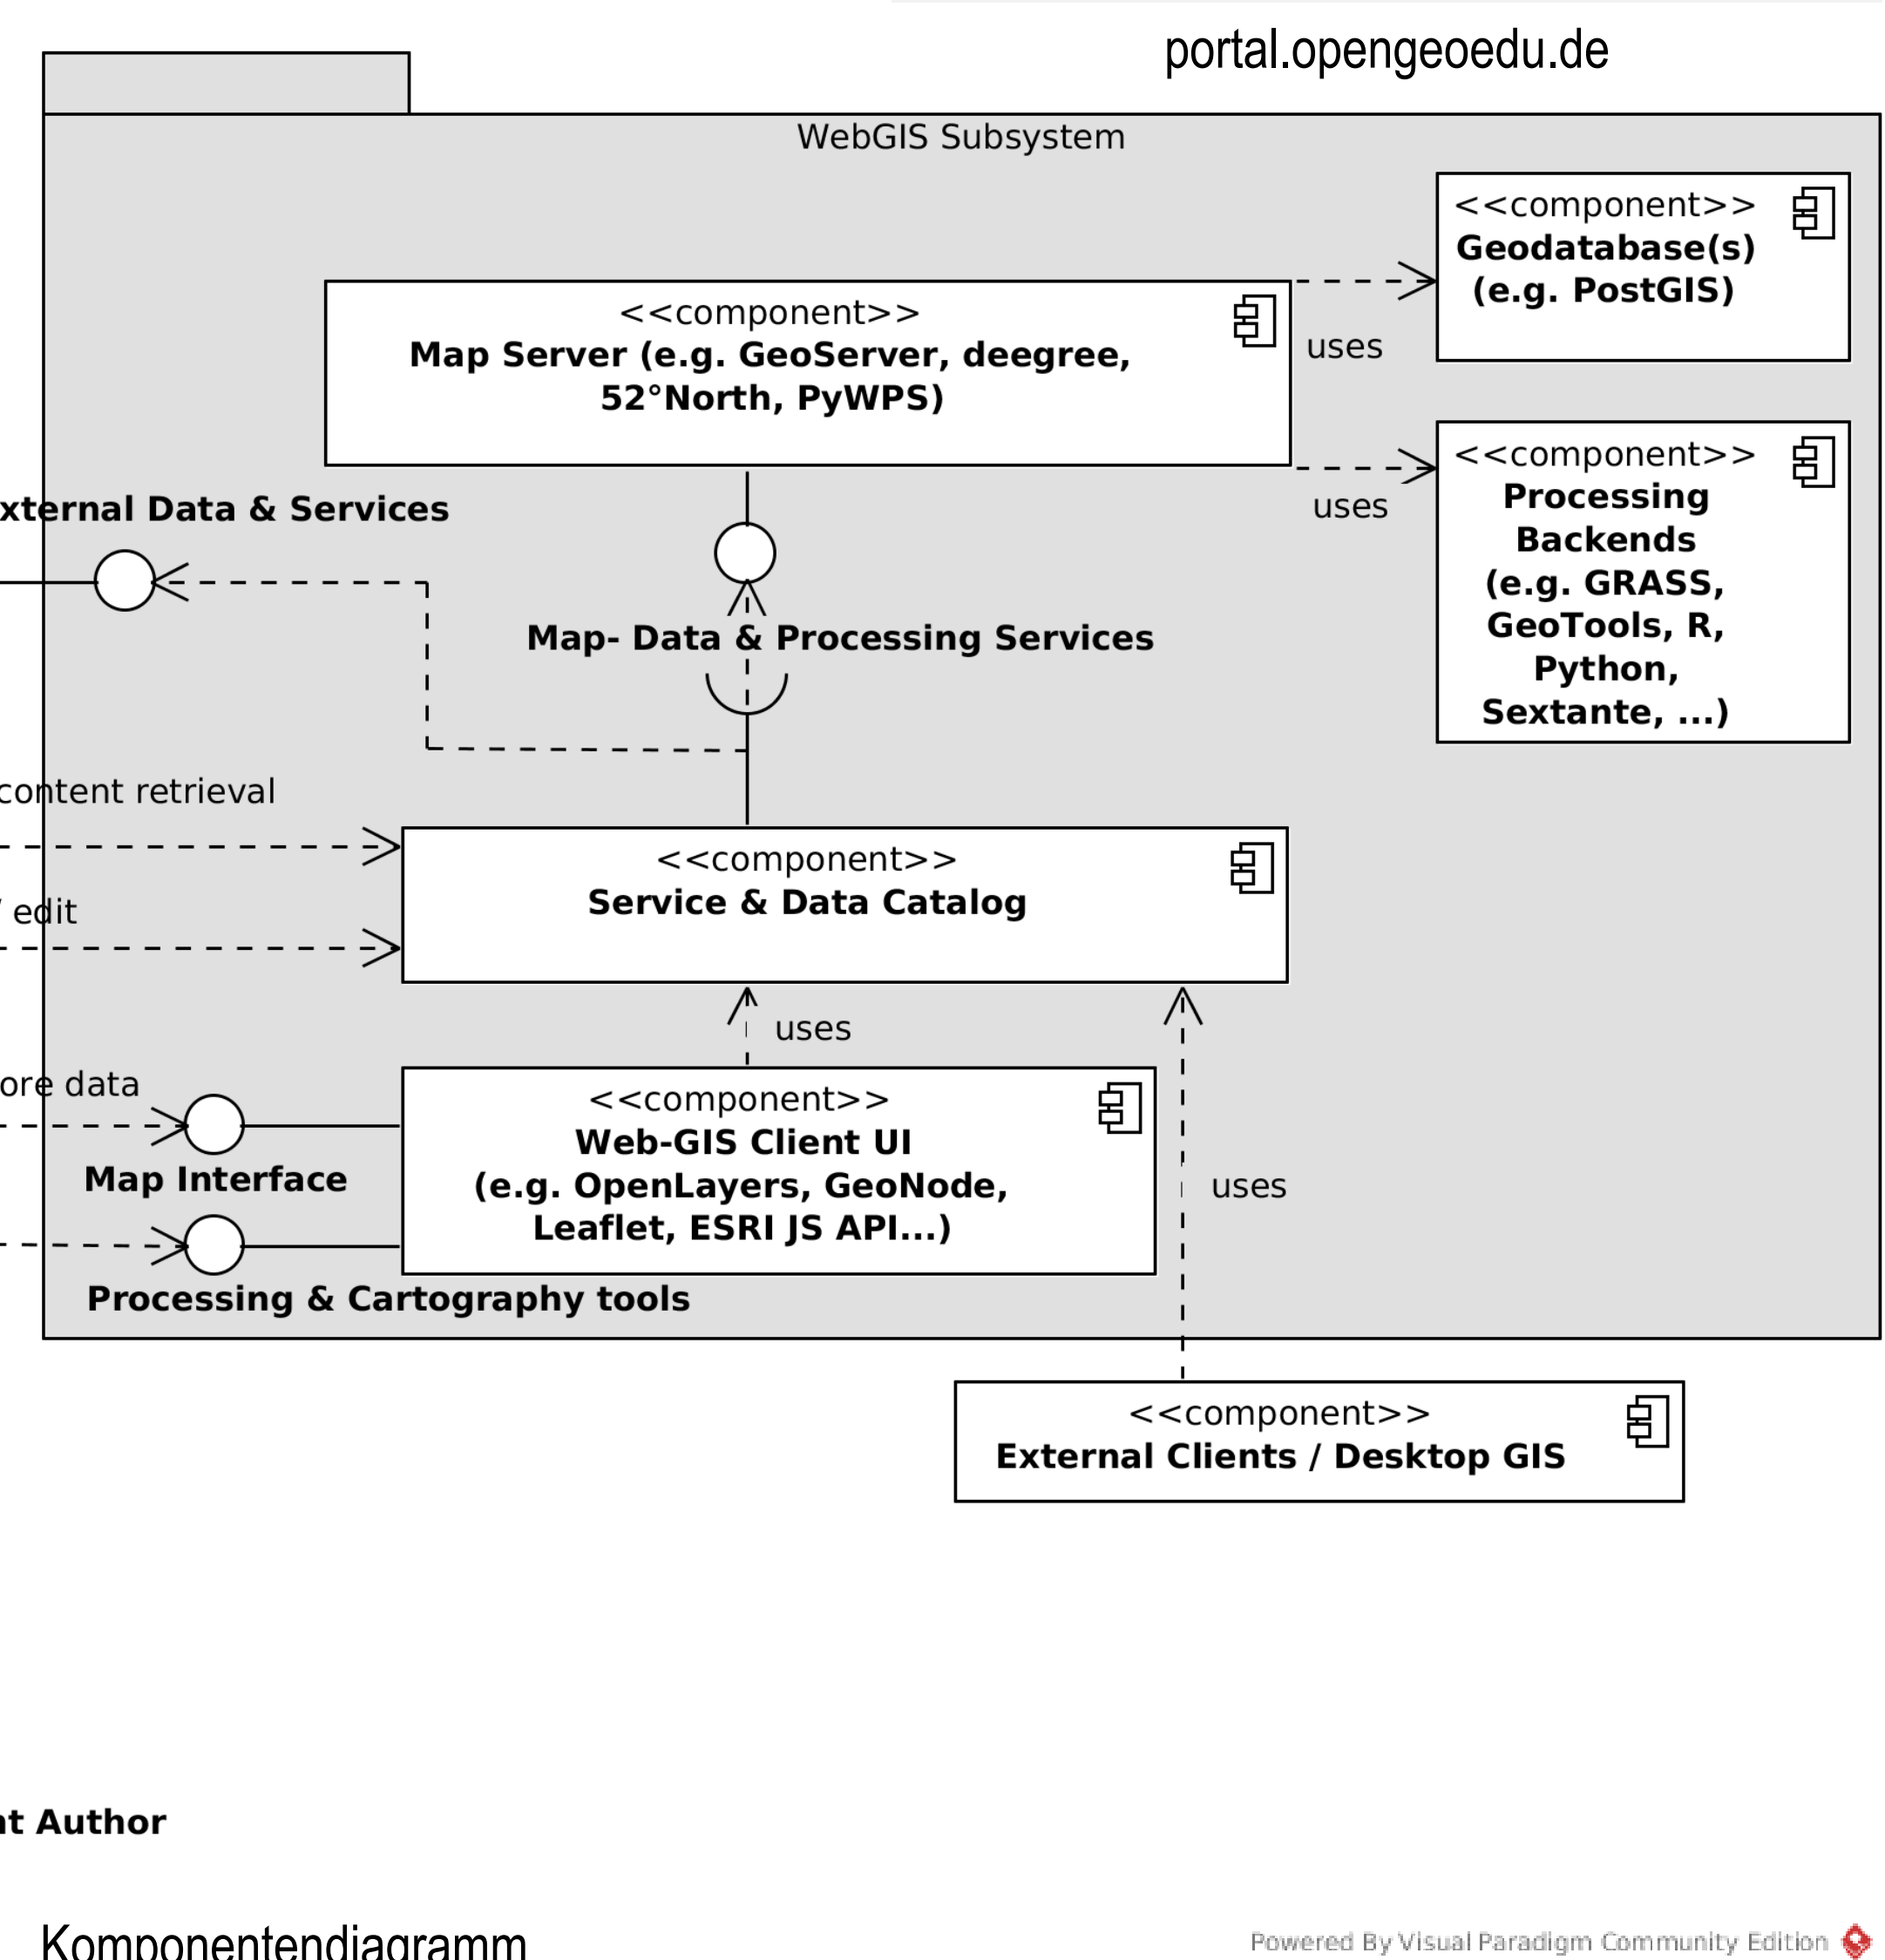 portal.opengeoedu.de
WebGIS Subsystem
<<component>>
Geodatabase(s)
(e.g. PostGIS)
<<component>>
Map Server (e.g. GeoServer, deegree,
52°North, PyWPS)
uses
<<component>>
Processing
Backends
(e.g. GRASS,
GeoTools, R,
Python,
Sextante, ...)
uses
xternal Data & Services
Map- Data & Processing Services
content retrieval
<<component>>
Service & Data Catalog
/ edit
uses
ore data
<<component>>
Web-GIS Client UI
(e.g. OpenLayers, GeoNode,
Leaflet, ESRI JS API...)
Map Interface
uses
Processing & Cartography tools
<<component>>
External Clients / Desktop GIS
nt Author
Komponentendiagramm
Powered By Visual Paradigm Community Edition